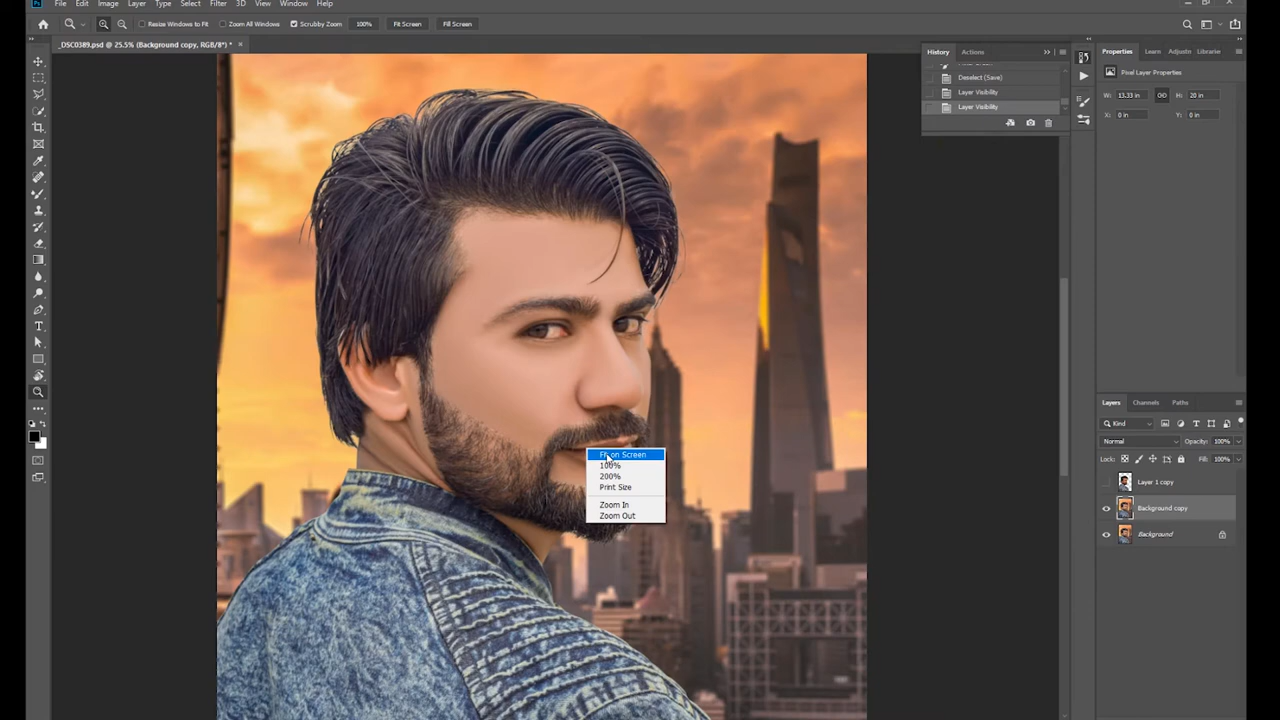 Ps File Edit Image Layer Type Select Filter 3D View Window Help
Resize Windows to Fit Zoom All Windows Scrubby Zoom 100% Fit Screen Fill Screen
_DSC0389.psd @ 25.5% (Background copy, RGB/8*) * ×
History Actions
Deselect (Save)
Layer Visibility
Layer Visibility
Properties Learn Adjustn Libraries
Pixel Layer Properties
W: 13.33 in H: 20 in
X: 0 in Y: 0 in
Fit on Screen
100%
200%
Print Size
Zoom In
Zoom Out
Layers Channels Paths
Kind
Normal Opacity: 100%
Lock: Fill: 100%
Layer 1 copy
Background copy
Background